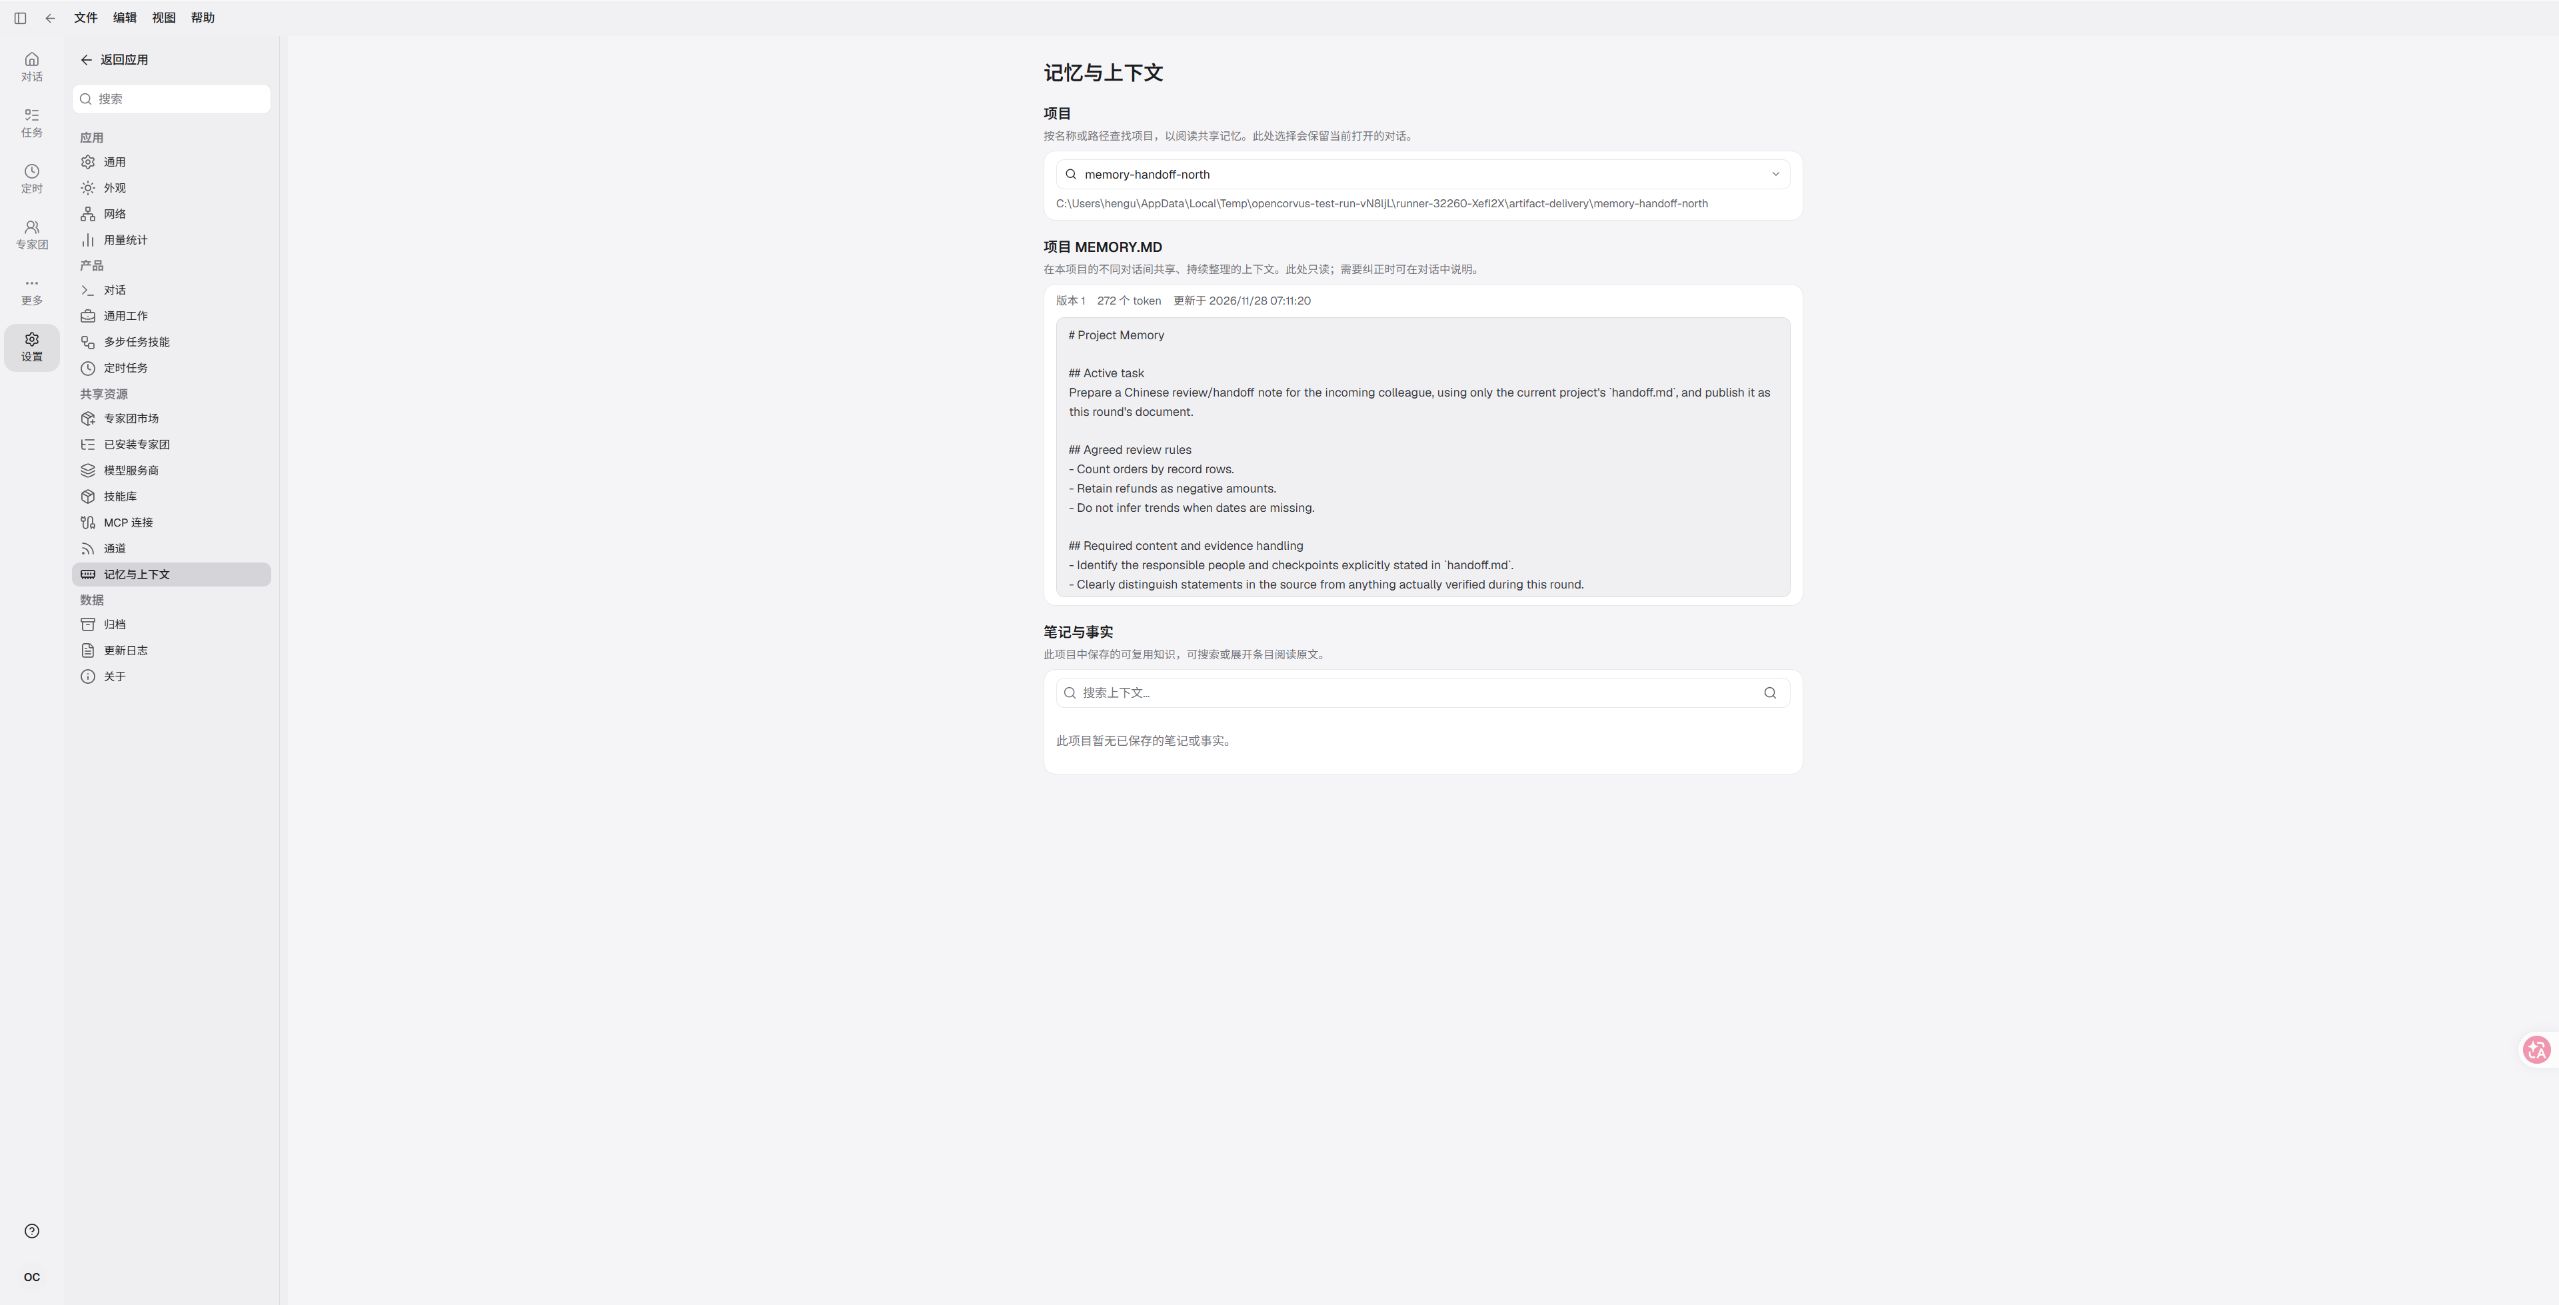 文件 编辑 视图 帮助
对话
任务
定时
专家团
更多
设置
OC
返回应用
搜索
应用
通用
外观
网络
用量统计
产品
对话
通用工作
多步任务技能
定时任务
共享资源
专家团市场
已安装专家团
模型服务商
技能库
MCP 连接
通道
记忆与上下文
数据
归档
更新日志
关于
记忆与上下文
项目
按名称或路径查找项目，以阅读共享记忆。此处选择会保留当前打开的对话。
memory-handoff-north
C:\Users\hengu\AppData\Local\Temp\opencorvus-test-run-vN8IjL\runner-32260-XefI2X\artifact-delivery\memory-handoff-north
项目 MEMORY.MD
在本项目的不同对话间共享、持续整理的上下文。此处只读；需要纠正时可在对话中说明。
版本 1 272 个 token 更新于 2026/11/28 07:11:20
# Project Memory
## Active task
Prepare a Chinese review/handoff note for the incoming colleague, using only the current project's `handoff.md`, and publish it as
this round's document.
## Agreed review rules
- Count orders by record rows.
- Retain refunds as negative amounts.
- Do not infer trends when dates are missing.
## Required content and evidence handling
- Identify the responsible people and checkpoints explicitly stated in `handoff.md`.
- Clearly distinguish statements in the source from anything actually verified during this round.
笔记与事实
此项目中保存的可复用知识，可搜索或展开条目阅读原文。
搜索上下文...
此项目暂无已保存的笔记或事实。